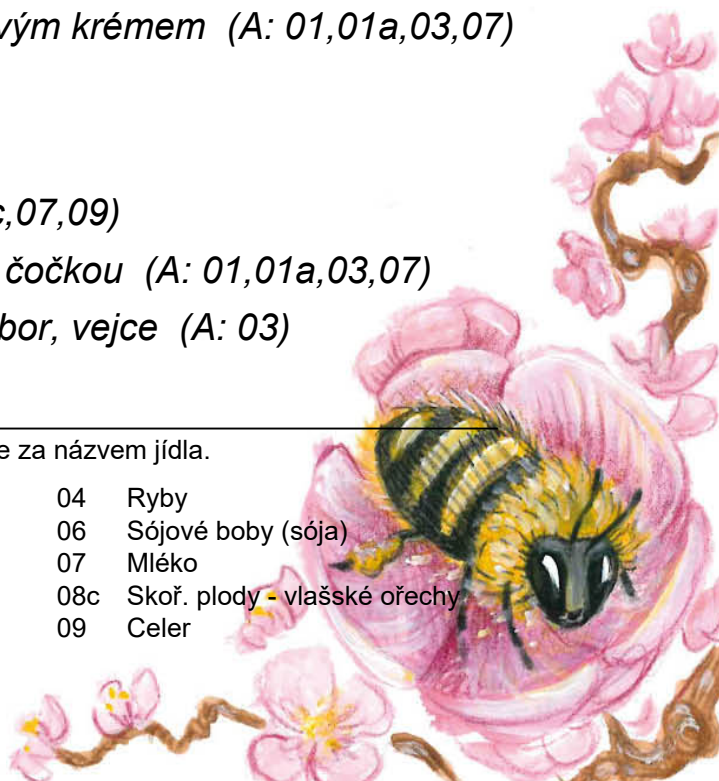 vým krémem (A: 01,01a,03,07)
c,07,09)
čočkou (A: 01,01a,03,07)
bor, vejce (A: 03)
e za názvem jídla.
04 Ryby
06 Sójové boby (sója)
07 Mléko
08c Skoř. plody - vlašské ořechy
09 Celer